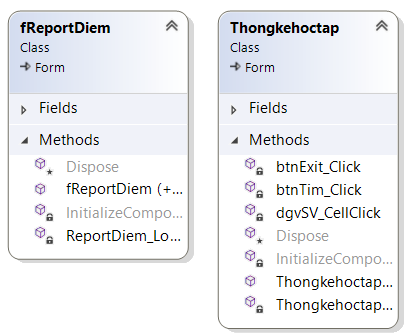 fReportDiem
Class
Form
Fields
Methods
Dispose
fReportDiem (+...
InitializeCompo...
ReportDiem_Lo...
Thongkehoctap
Class
Form
Fields
Methods
btnExit_Click
btnTim_Click
dgvSV_CellClick
Dispose
InitializeCompo...
Thongkehoctap...
Thongkehoctap...